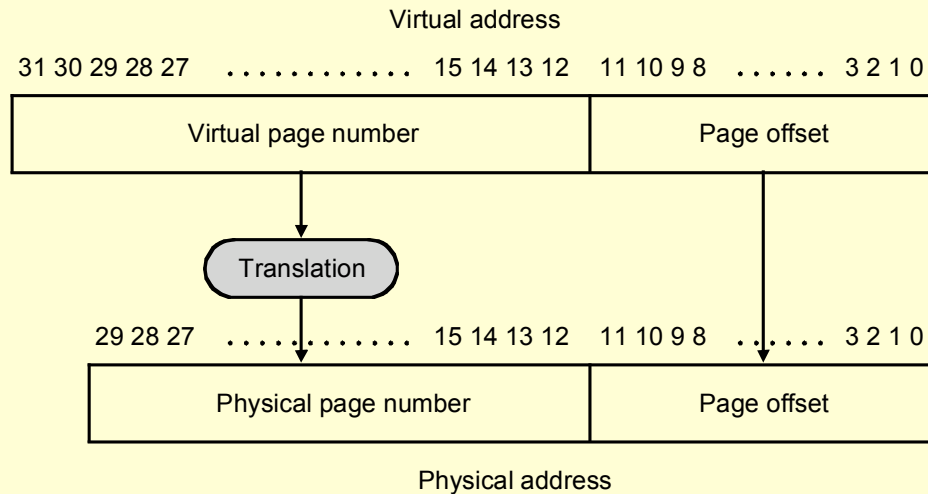 Virtual address
31 30 29 28 27 . . . . . . . . . . . . 15 14 13 12 11 10 9 8 . . . . . . 3 2 1 0
Virtual page number Page offset
Translation
29 28 27 . . . . . . . . . . . . 15 14 13 12 11 10 9 8 . . . . . . 3 2 1 0
Physical page number Page offset
Physical address